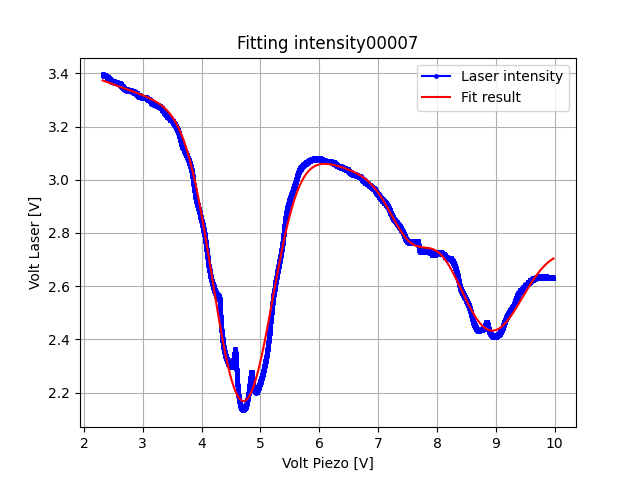 Fitting intensity00007
Laser intensity
Fit result
3.4
3.2
3.0
2.8
2.6
2.4
2.2
Volt Laser [V]
2 3 4 5 6 7 8 9 10
Volt Piezo [V]